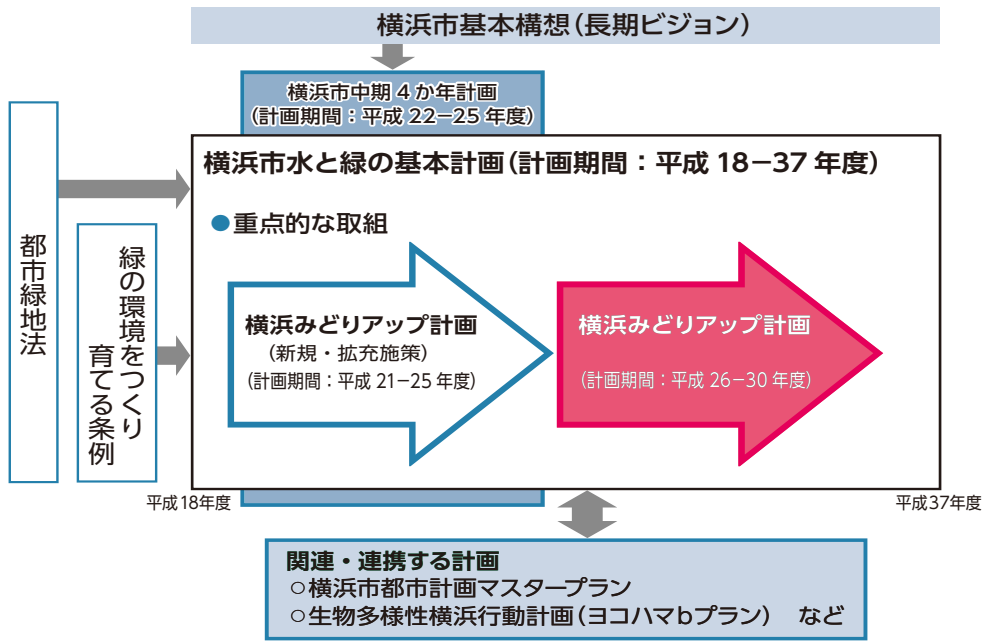 横浜市基本構想（長期ビジョン）
横浜市中期４か年計画
（計画期間：平成 22−25 年度）
横浜市水と緑の基本計画（計画期間：平成 18−37 年度）
●重点的な取組
都市緑地法
緑の環境をつくり
育てる条例
横浜みどりアップ計画
（新規・拡充施策）
（計画期間：平成 21−25 年度）
横浜みどりアップ計画
（計画期間：平成 26−30 年度）
平成18年度
平成37年度
関連・連携する計画
○横浜市都市計画マスタープラン
○生物多様性横浜行動計画（ヨコハマbプラン）　など